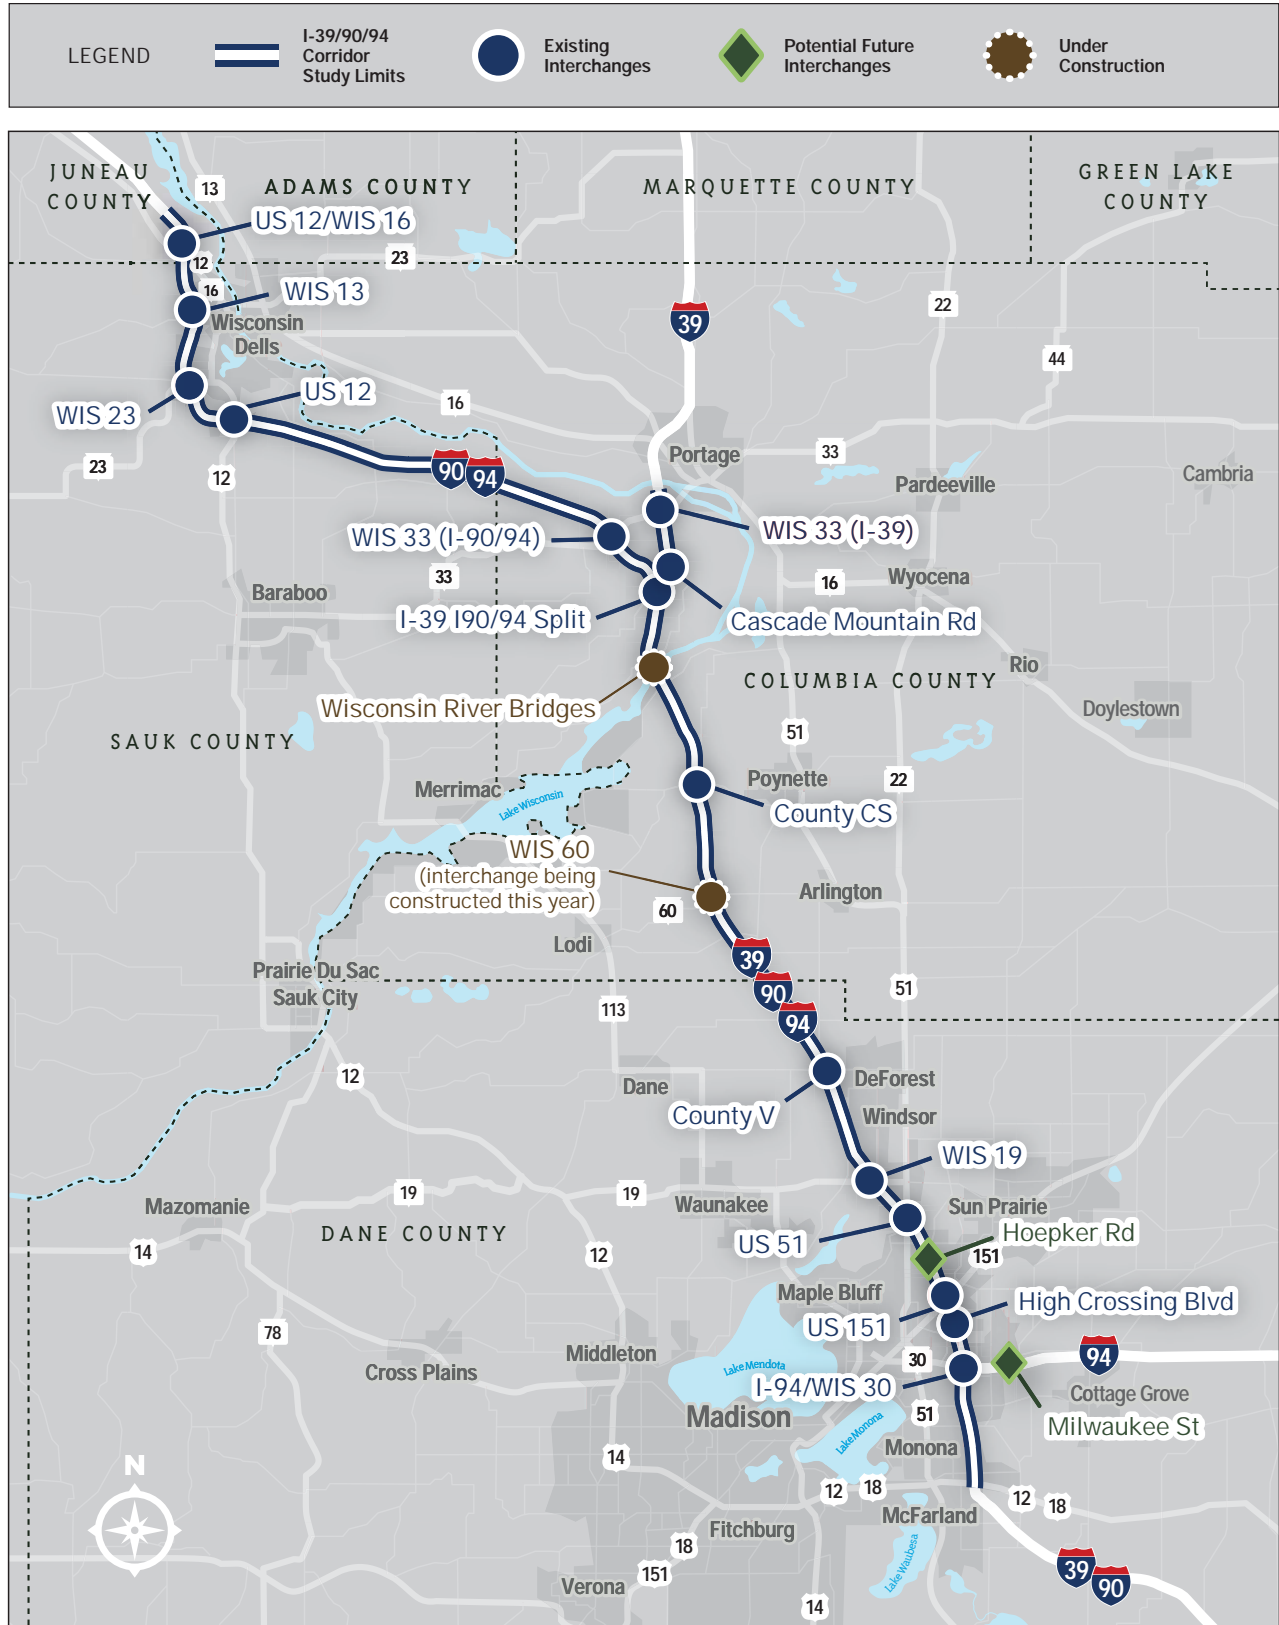 LEGEND
I-39/90/94
Corridor
Study Limits
Existing
Interchanges
Potential Future
Interchanges
Under
Construction
JUNEAU
COUNTY
13
ADAMS COUNTY
MARQUETTE COUNTY
GREEN LAKE
COUNTY
US 12/WIS 16
12
23
16
WIS 13
Wisconsin
Dells
39
22
44
WIS 23
US 12
16
23
12
90
94
Portage
33
Pardeeville
Cambria
WIS 33 (I-90/94)
WIS 33 (I-39)
33
Baraboo
16
Wyocena
I-39 I90/94 Split
Cascade Mountain Rd
Rio
COLUMBIA COUNTY
Wisconsin River Bridges
Doylestown
SAUK COUNTY
51
Merrimac
Lake Wisconsin
Poynette
22
County CS
WIS 60
(interchange being
constructed this year)
60
Arlington
Lodi
39
90
94
Prairie Du Sac
Sauk City
51
113
12
Dane
DeForest
County V
Windsor
WIS 19
Mazomanie
19
19
Waunakee
Sun Prairie
DANE COUNTY
Hoepker Rd
US 51
151
14
12
Maple Bluff
High Crossing Blvd
US 151
78
Middleton
Cross Plains
Lake Mendota
30
94
I-94/WIS 30
Cottage Grove
Madison
51
Milwaukee St
Lake Monona
Monona
14
N
12
18
12
18
McFarland
Fitchburg
18
Lake Waubesa
151
Verona
39
90
14